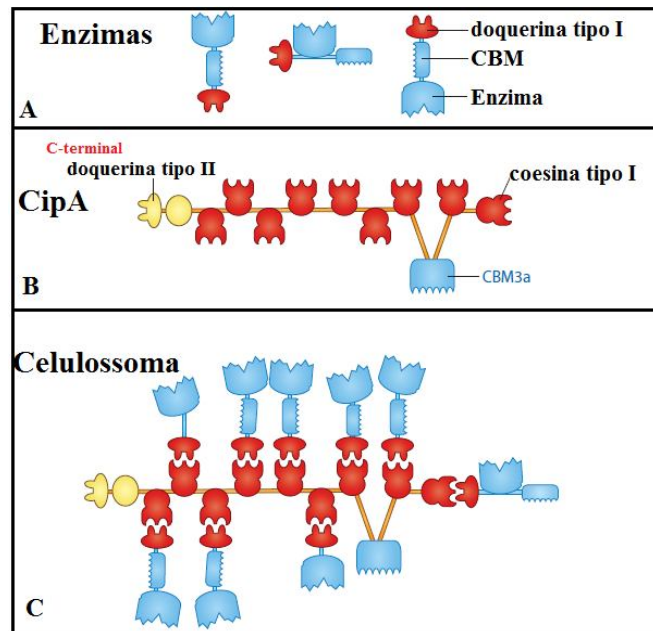 Enzimas
doquerina tipo I
CBM
Enzima
A
C-terminal
doquerina tipo II
coesina tipo I
CipA
CBM3a
B
Celulossoma
C